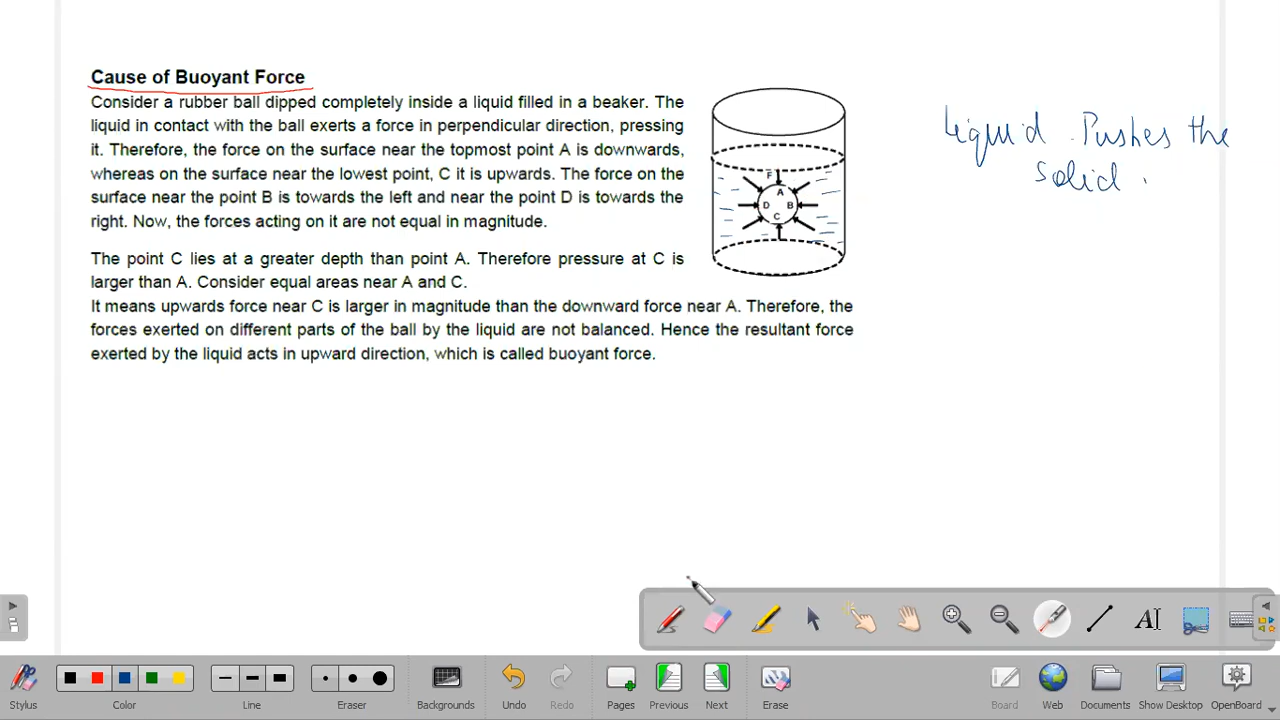 Cause of Buoyant Force
Consider a rubber ball dipped completely inside a liquid filled in a beaker. The
liquid in contact with the ball exerts a force in perpendicular direction, pressing
it. Therefore, the force on the surface near the topmost point A is downwards,
whereas on the surface near the lowest point, C it is upwards. The force on the
surface near the point B is towards the left and near the point D is towards the
right. Now, the forces acting on it are not equal in magnitude.
The point C lies at a greater depth than point A. Therefore pressure at C is
larger than A. Consider equal areas near A and C.
It means upwards force near C is larger in magnitude than the downward force near A. Therefore, the
forces exerted on different parts of the ball by the liquid are not balanced. Hence the resultant force
exerted by the liquid acts in upward direction, which is called buoyant force.
F
A
D B
C
Liquid . Pushes the
Solid .
AI
Stylus Color Line Eraser Backgrounds Undo Redo Pages Previous Next Erase Board Web Documents Show Desktop OpenBoard